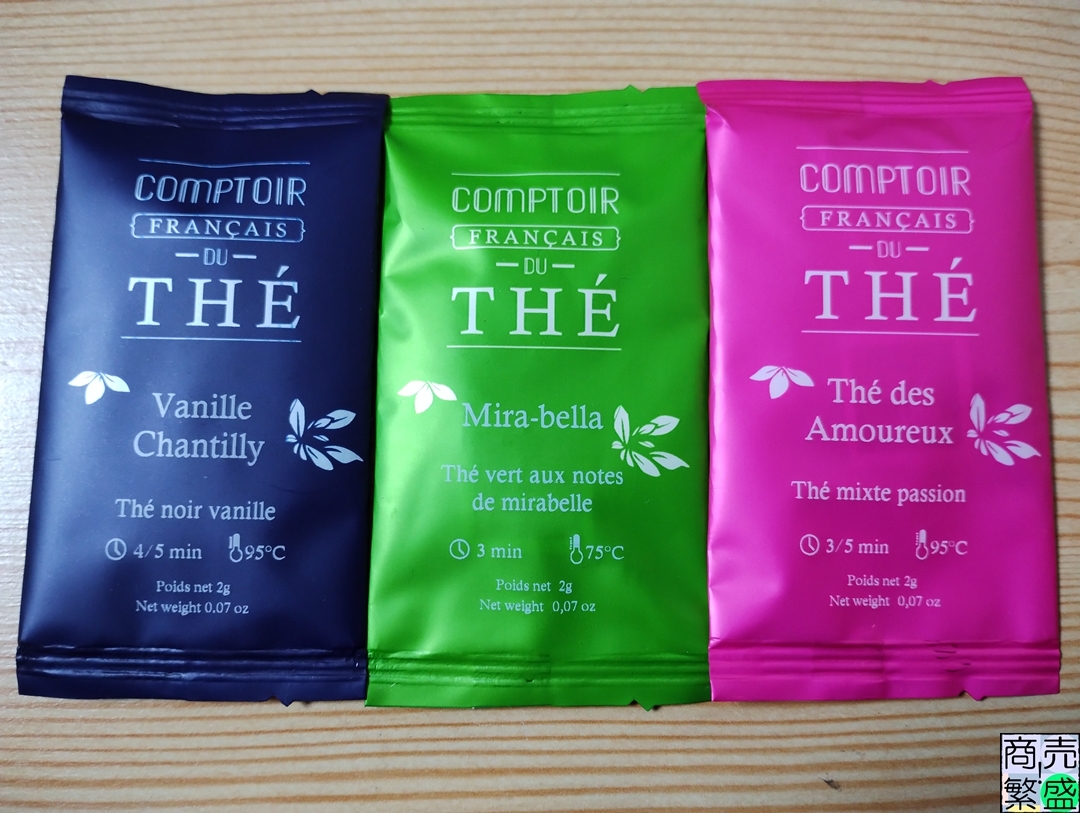 COMPTOIR
FRANÇAIS
DU
THÉ
Vanille
Chantilly
Thé noir vanille
4/5 min 95°C
Poids net 2g
Net weight 0.07 oz
COMPTOIR
FRANÇAIS
DU
THÉ
Mira-bella
Thé vert aux notes
de mirabelle
3 min 75°C
Poids net 2g
Net weight 0,07 oz
COMPTOIR
FRANÇAIS
DU
THÉ
Thé des
Amoureux
Thé mixte passion
3/5 min 95°C
Poids net 2g
Net weight 0,07 oz
商売
繁盛